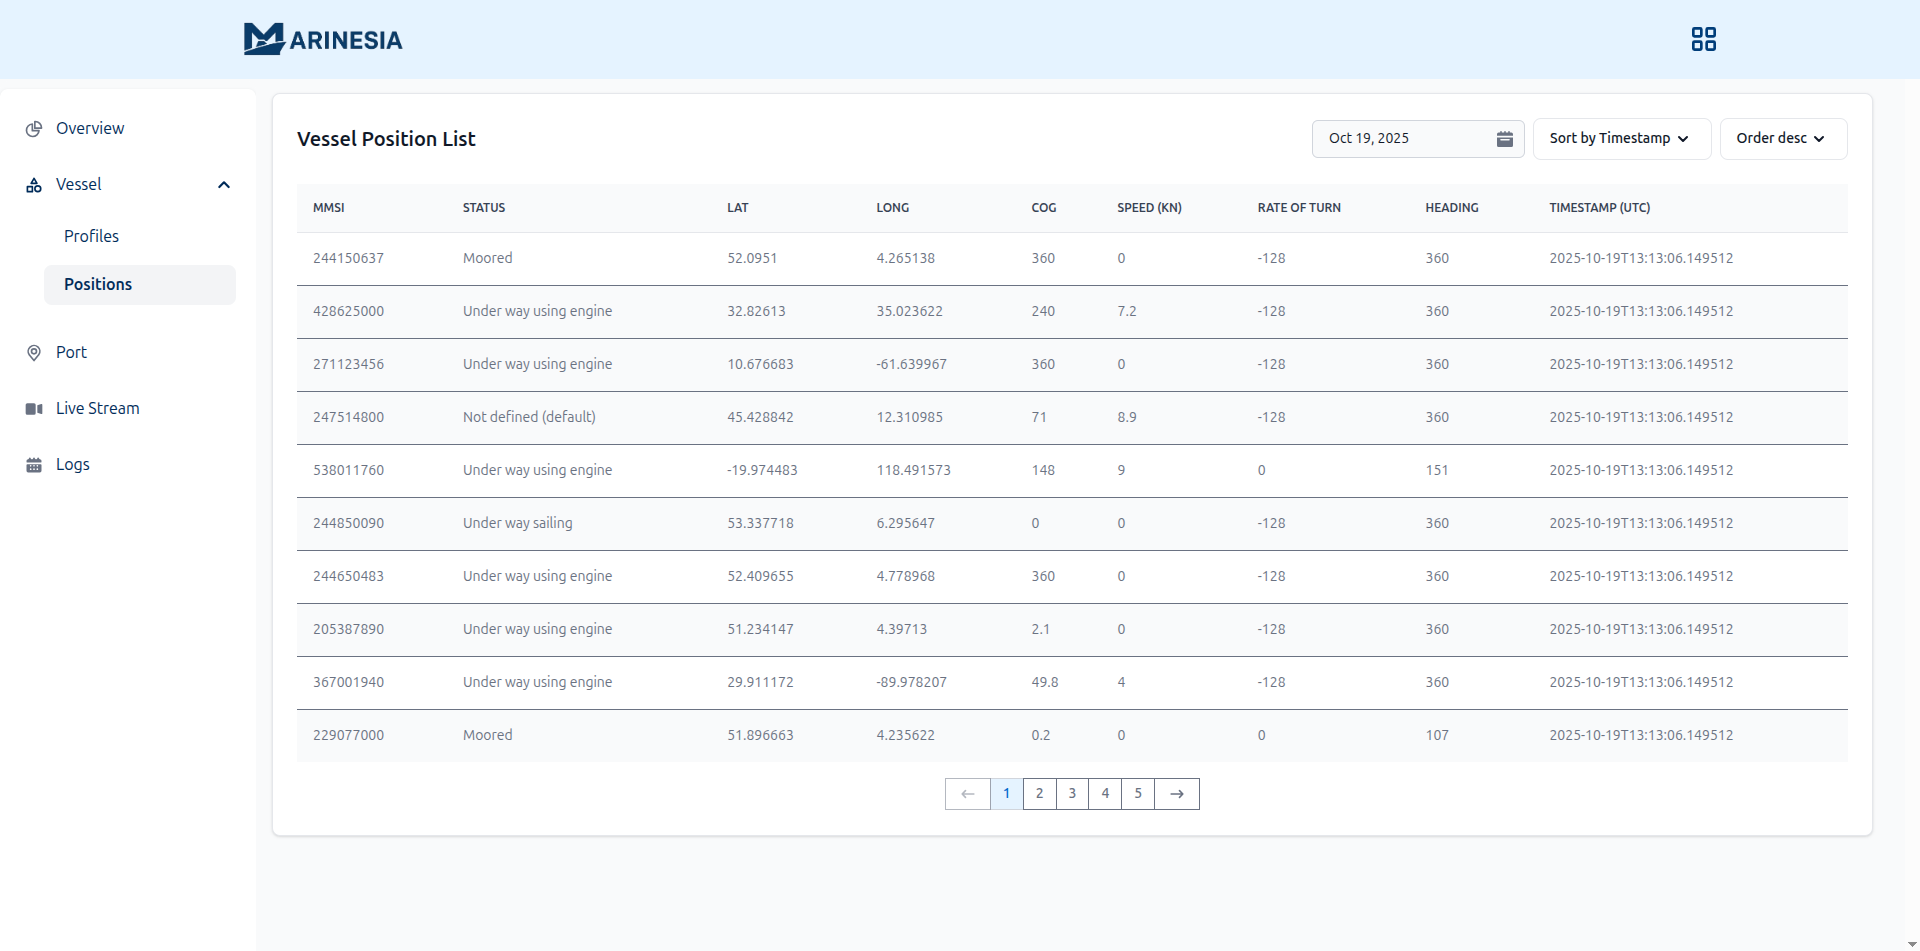 MARINESIA
Overview
Vessel
Profiles
Positions
Port
Live Stream
Logs
Vessel Position List
Oct 19, 2025
Sort by Timestamp
Order desc
MMSI STATUS LAT LONG COG SPEED (KN) RATE OF TURN HEADING TIMESTAMP (UTC)
244150637 Moored 52.0951 4.265138 360 0 -128 360 2025-10-19T13:13:06.149512
428625000 Under way using engine 32.82613 35.023622 240 7.2 -128 360 2025-10-19T13:13:06.149512
271123456 Under way using engine 10.676683 -61.639967 360 0 -128 360 2025-10-19T13:13:06.149512
247514800 Not defined (default) 45.428842 12.310985 71 8.9 -128 360 2025-10-19T13:13:06.149512
538011760 Under way using engine -19.974483 118.491573 148 9 0 151 2025-10-19T13:13:06.149512
244850090 Under way sailing 53.337718 6.295647 0 0 -128 360 2025-10-19T13:13:06.149512
244650483 Under way using engine 52.409655 4.778968 360 0 -128 360 2025-10-19T13:13:06.149512
205387890 Under way using engine 51.234147 4.39713 2.1 0 -128 360 2025-10-19T13:13:06.149512
367001940 Under way using engine 29.911172 -89.978207 49.8 4 -128 360 2025-10-19T13:13:06.149512
229077000 Moored 51.896663 4.235622 0.2 0 0 107 2025-10-19T13:13:06.149512
← 1 2 3 4 5 →